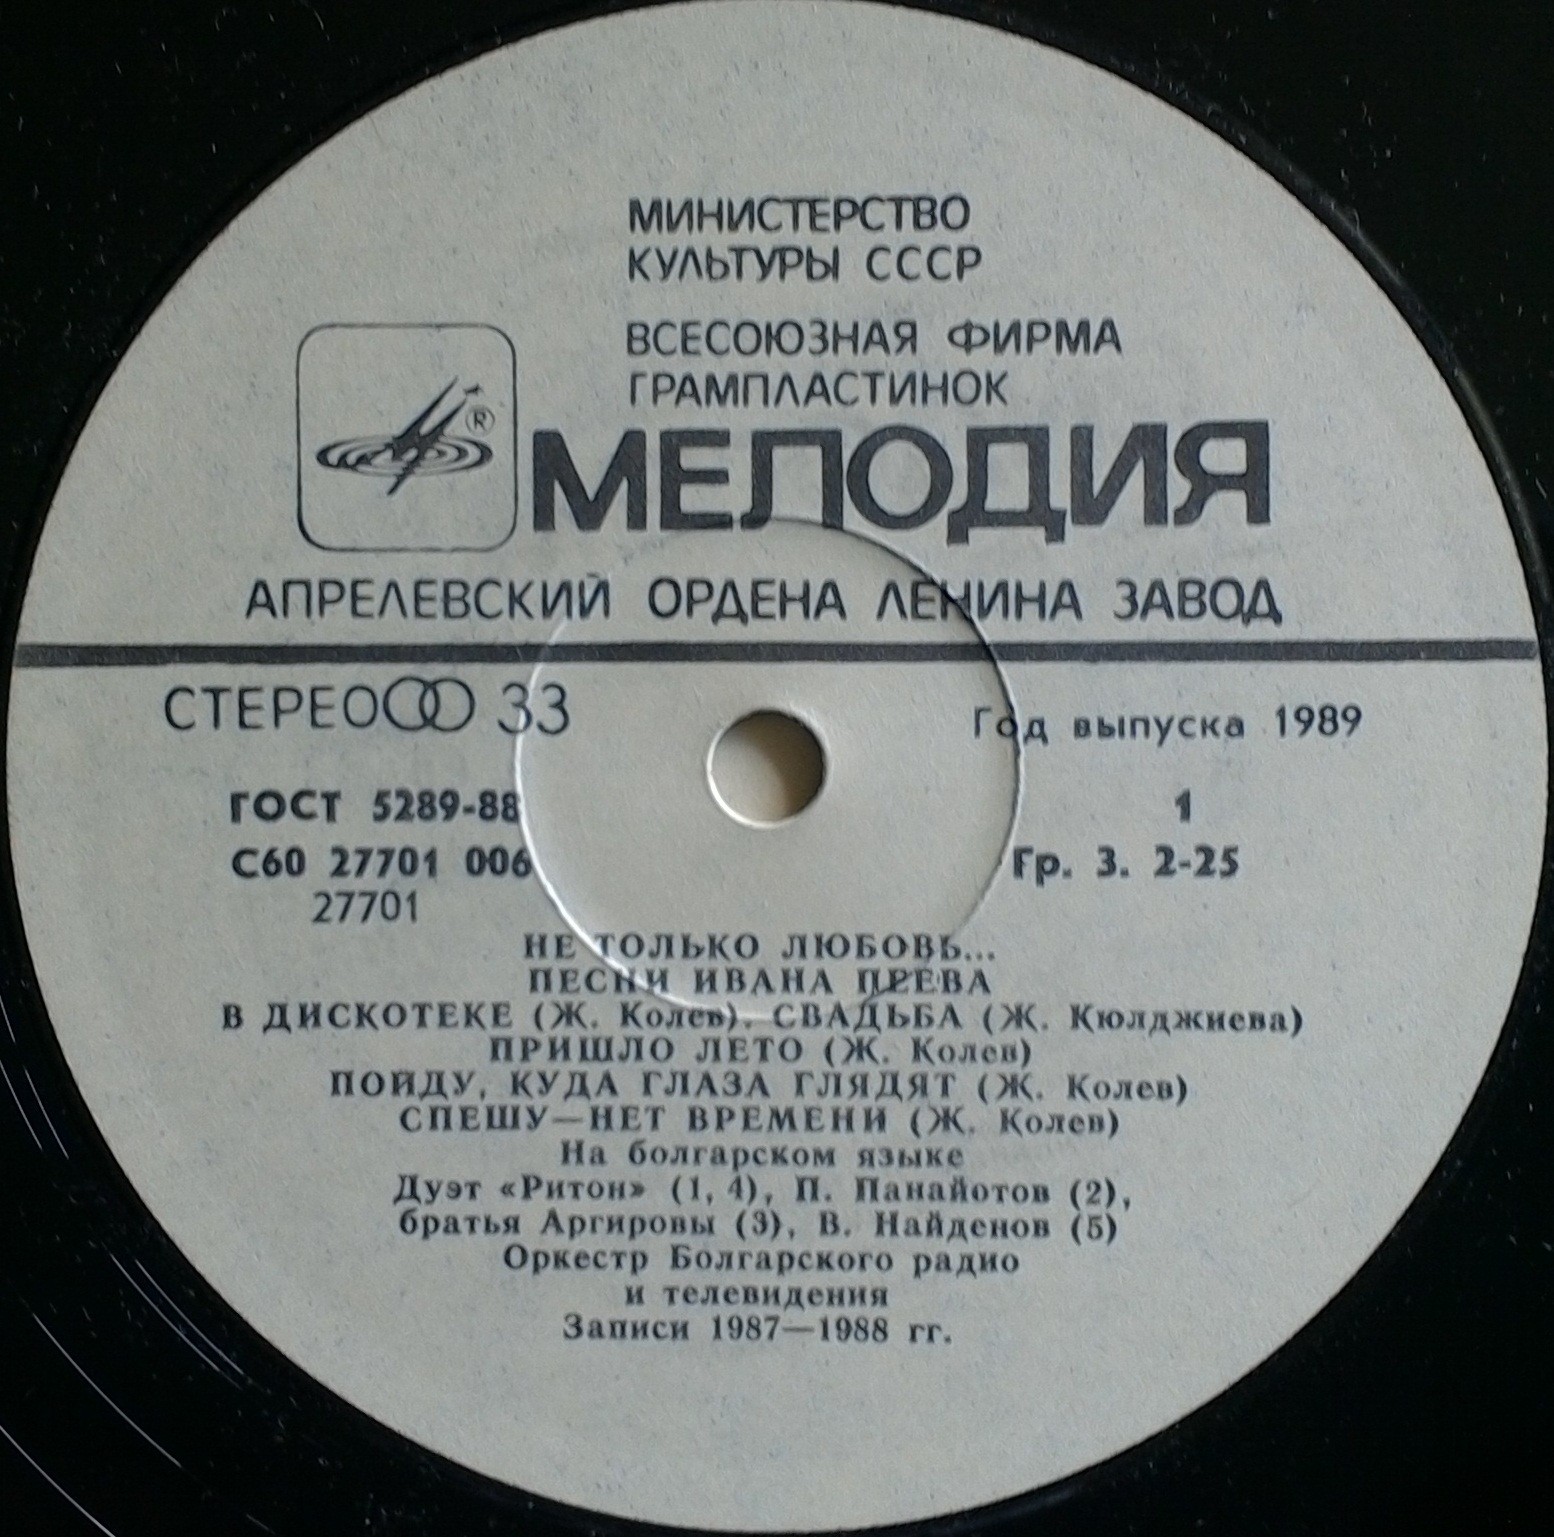 МИНИСТЕРСТВО
КУЛЬТУРЫ СССР
ВСЕСОЮЗНАЯ ФИРМА
ГРАМПЛАСТИНОК
®
МЕЛОДИЯ
АПРЕЛЕВСКИЙ ОРДЕНА ЛЕНИНА ЗАВОД
СТЕРЕО 33
Год выпуска 1989
ГОСТ 5289-88
1
С60 27701 006
Гр. 3. 2-25
27701
НЕ ТОЛЬКО ЛЮБОВЬ...
ПЕСНИ ИВАНА ПЕЕВА
В ДИСКОТЕКЕ (Ж. Колев). СВАДЬБА (Ж. Кюлджиева)
ПРИШЛО ЛЕТО (Ж. Колев)
ПОЙДУ, КУДА ГЛАЗА ГЛЯДЯТ (Ж. Колев)
СПЕШУ—НЕТ ВРЕМЕНИ (Ж. Колев)
На болгарском языке
Дуэт «Ритон» (1, 4), П. Панайотов (2),
братья Аргировы (3), В. Найденов (5)
Оркестр Болгарского радио
и телевидения
Записи 1987—1988 гг.